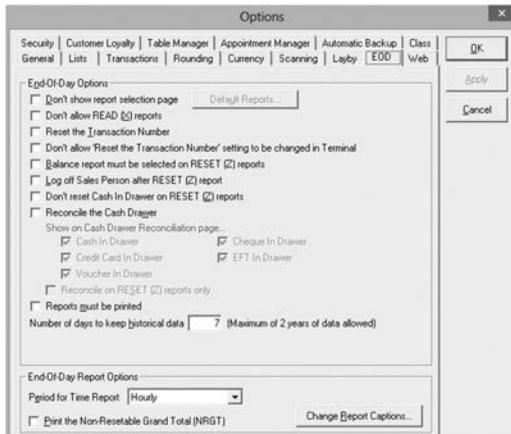 Options
Security Customer Loyalty Table Manager Appointment Manager Automatic Backup Class
General Lists Transactions Rounding Currency Scanning Layby EOD Web
OK
Apply
Cancel
End-Of-Day Options
Don't show report selection page Default Reports...
Don't allow READ (X) reports
Reset the Transaction Number
Don't allow 'Reset the Transaction Number' setting to be changed in Terminal
Balance report must be selected on RESET (Z) reports
Log off Sales Person after RESET (Z) report
Don't reset Cash In Drawer on RESET (Z) reports
Reconcile the Cash Drawer
Show on Cash Drawer Reconciliation page...
Cash In Drawer Cheque In Drawer
Credit Card In Drawer EFT In Drawer
Voucher In Drawer
Reconcile on RESET (Z) reports only
Reports must be printed
Number of days to keep historical data 7 (Maximum of 2 years of data allowed)
End-Of-Day Report Options
Period for Time Report Hourly
Print the Non-Resetable Grand Total (NRGT) Change Report Captions...